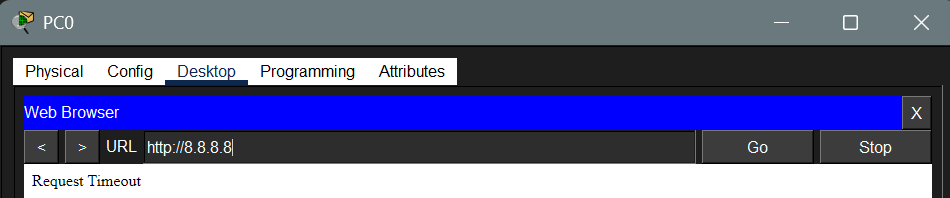 PC0
Physical Config Desktop Programming Attributes
Web Browser X
< > URL http://8.8.8.8 Go Stop
Request Timeout